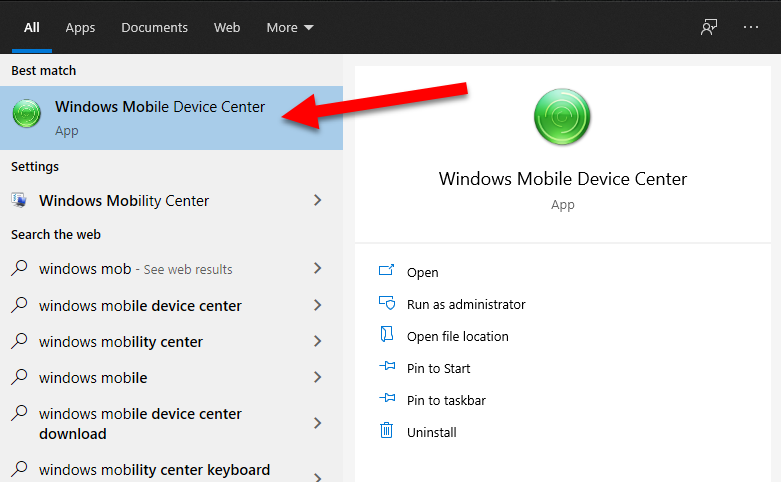 All Apps Documents Web More
Best match
Windows Mobile Device Center
App
Settings
Windows Mobility Center
Search the web
windows mob - See web results
windows mobile device center
windows mobility center
windows mobile
windows mobile device center
download
windows mobility center keyboard
Windows Mobile Device Center
App
Open
Run as administrator
Open file location
Pin to Start
Pin to taskbar
Uninstall